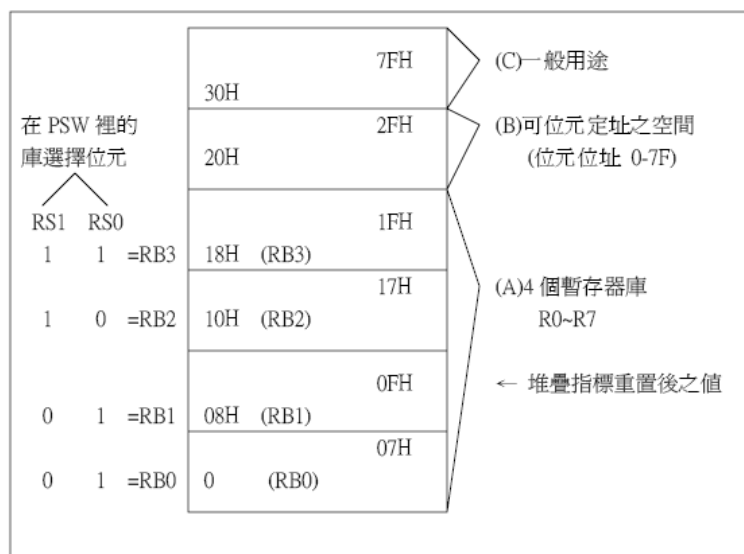 7FH
(C)一般用途
30H
在 PSW 裡的
庫選擇位元
2FH
20H
(B)可位元定址之空間
(位元位址 0-7F)
RS1 RS0
1FH
1 1 =RB3 18H (RB3)
17H
(A)4 個暫存器庫
R0~R7
1 0 =RB2 10H (RB2)
0FH
← 堆疊指標重置後之值
0 1 =RB1 08H (RB1)
07H
0 1 =RB0 0 (RB0)